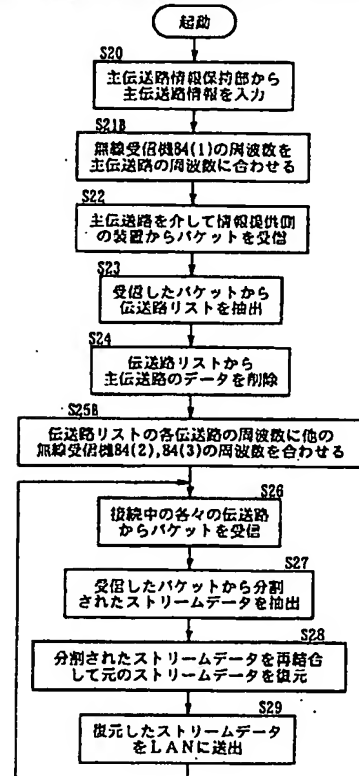 起動
S20
主伝送路情報保持部から
主伝送路情報を入力
S21B
無線受信機84(1)の周波数を
主伝送路の周波数に合わせる
S22
主伝送路を介して情報提供側
の装置からパケットを受信
S23
受信したパケットから
伝送路リストを抽出
S24
伝送路リストから
主伝送路のデータを削除
S25B
伝送路リストの各伝送路の周波数に他の
無線受信機84(2),84(3)の周波数を合わせる
S26
接続中の各々の伝送路
からパケットを受信
S27
受信したパケットから分割
されたストリームデータを抽出
S28
分割されたストリームデータを再結合
して元のストリームデータを復元
S29
復元したストリームデータ
をLANに送出